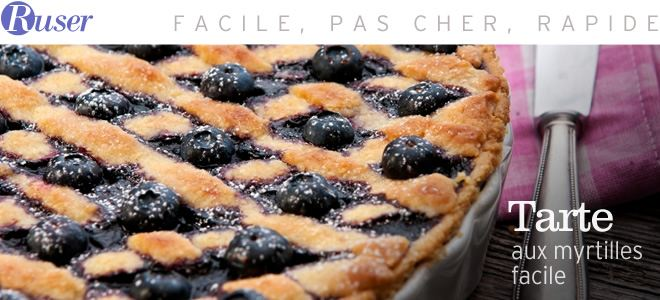 Ruser
FACILE, PAS CHER, RAPIDE
Tarte
aux myrtilles
facile